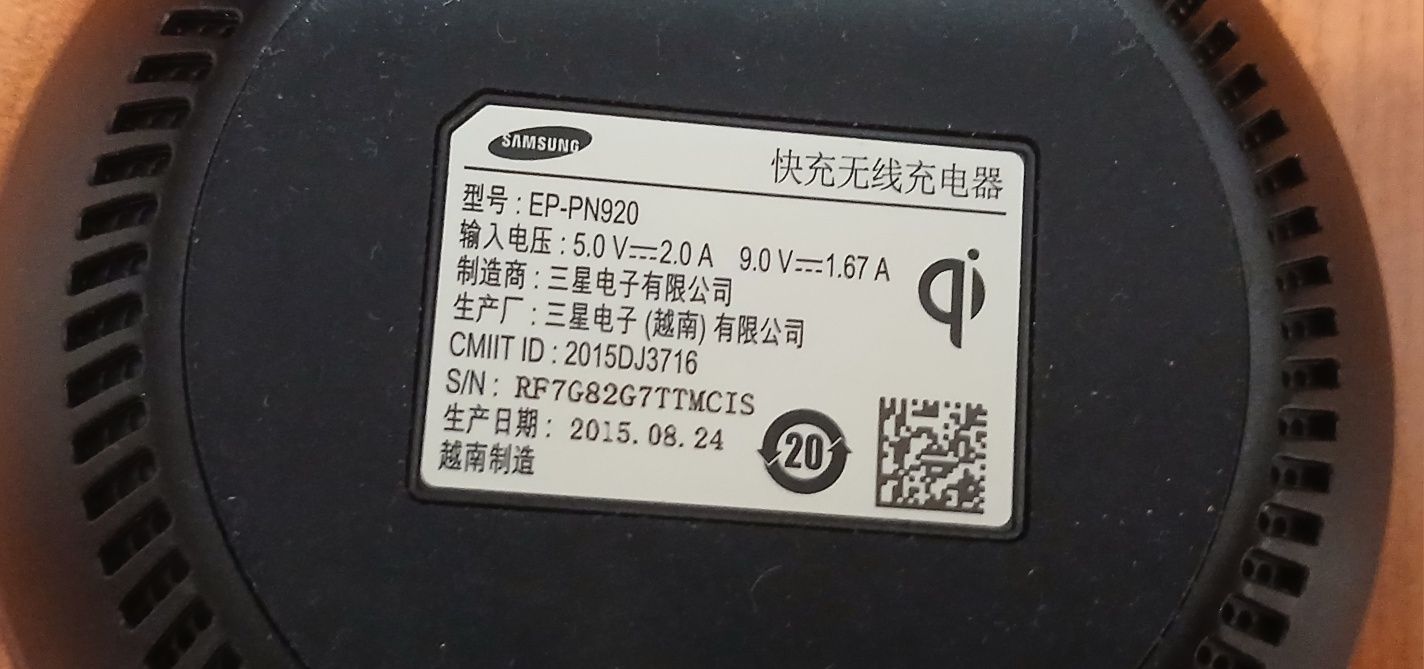 SAMSUNG
快充无线充电器
型号 : EP-PN920
输入电压 : 5.0 V⎓2.0 A 9.0 V⎓1.67 A
qi
制造商 : 三星电子有限公司
生产厂 : 三星电子 (越南) 有限公司
CMIIT ID : 2015DJ3716
S/N : RF7G82G7TTMCIS
生产日期 : 2015.08.24
20
越南制造